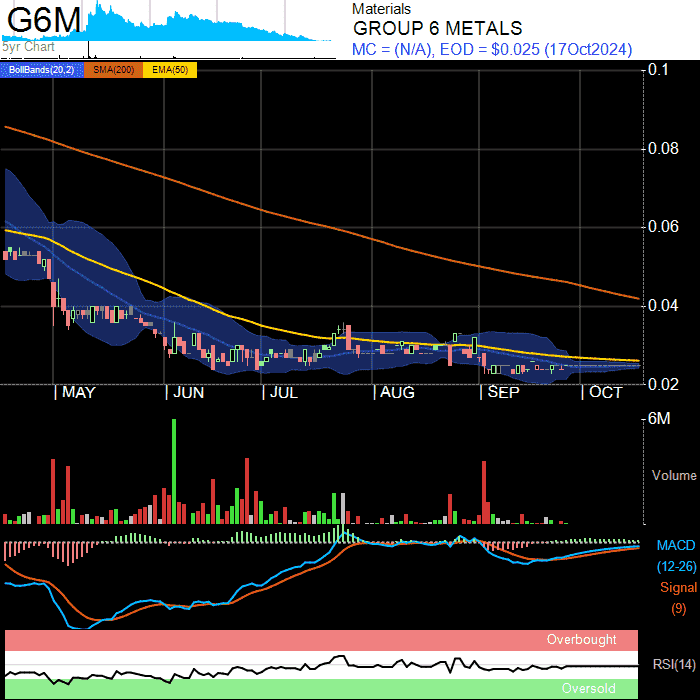 G6M
5yr Chart
Materials
GROUP 6 METALS
MC = (N/A), EOD = $0.025 (17Oct2024)
BollBands(20,2) SMA(200) EMA(50)
0.1
0.08
0.06
0.04
0.02
MAY JUN JUL AUG SEP OCT
6M
Volume
MACD
(12-26)
Signal
(9)
Overbought
RSI(14)
Oversold